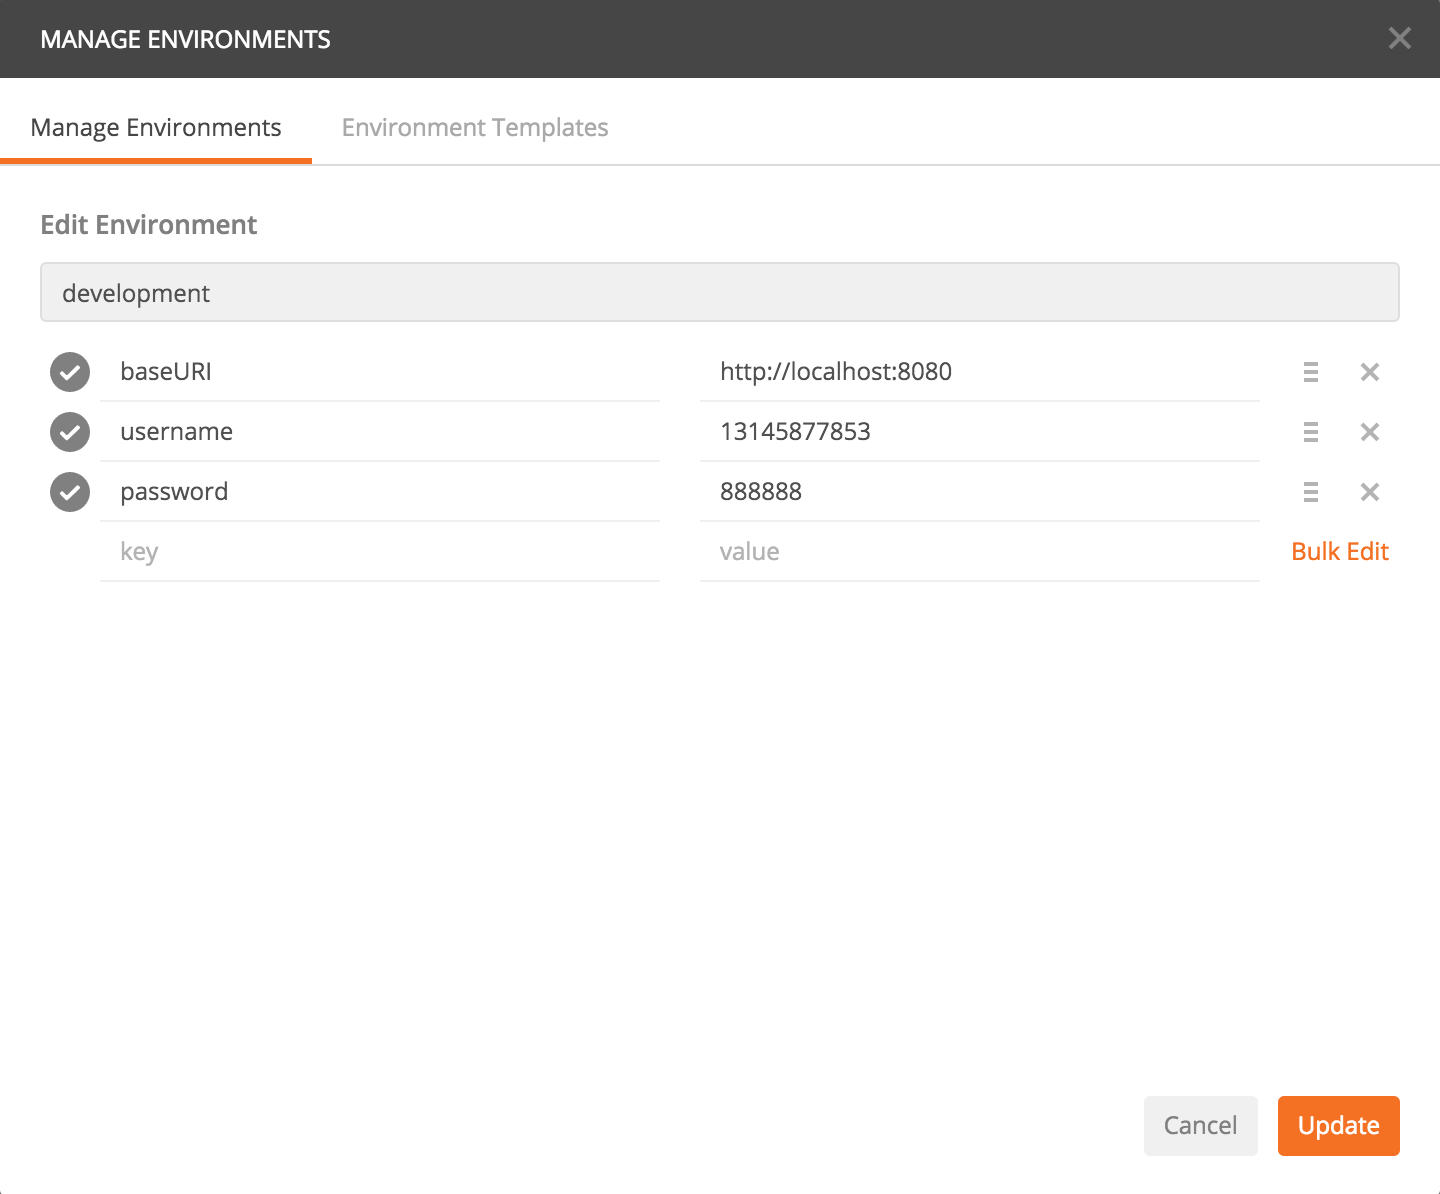 MANAGE ENVIRONMENTS
Manage Environments Environment Templates
Edit Environment
development
baseURI http://localhost:8080
username 13145877853
password 888888
key value Bulk Edit
Cancel Update